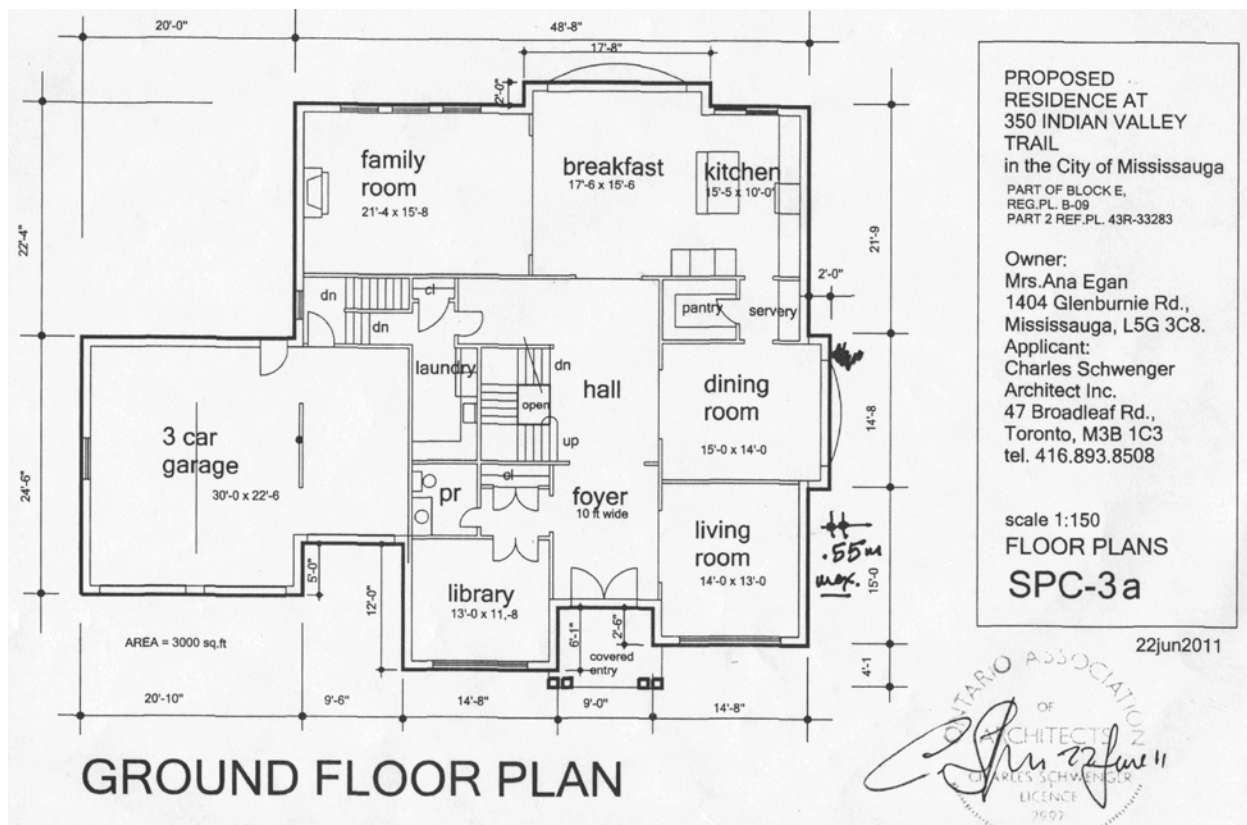 20'-0"
48'-8"
17'-8"
2'-0"
family
room
21'-4 x 15'-8
breakfast
17'-6 x 15'-6
kitchen
15'-5 x 10'-0"
22'-4"
21'-9
2'-0"
dn
cl
dn
pantry
servery
laundry
dn
open
up
hall
dining
room
15'-0 x 14'-0
14'-8
3 car
garage
30'-0 x 22'-6
24'-6"
pr
cl
foyer
10 ft wide
living
room
14'-0 x 13'-0
.55m
max.
15'-0
5'-0"
12'-0"
library
13'-0 x 11,-8
6'-1"
2'-6"
covered
entry
4'-1
AREA = 3000 sq.ft
20'-10"
9'-6"
14'-8"
9'-0"
14'-8"
GROUND FLOOR PLAN
PROPOSED
RESIDENCE AT
350 INDIAN VALLEY
TRAIL
in the City of Mississauga
PART OF BLOCK E,
REG.PL. B-09
PART 2 REF.PL. 43R-33283
Owner:
Mrs.Ana Egan
1404 Glenburnie Rd.,
Mississauga, L5G 3C8.
Applicant:
Charles Schwenger
Architect Inc.
47 Broadleaf Rd.,
Toronto, M3B 1C3
tel. 416.893.8508
scale 1:150
FLOOR PLANS
SPC-3a
22jun2011
ONTARIO ASSOCIATION
OF
ARCHITECTS
22 June 11
CHARLES SCHWENGER
LICENCE